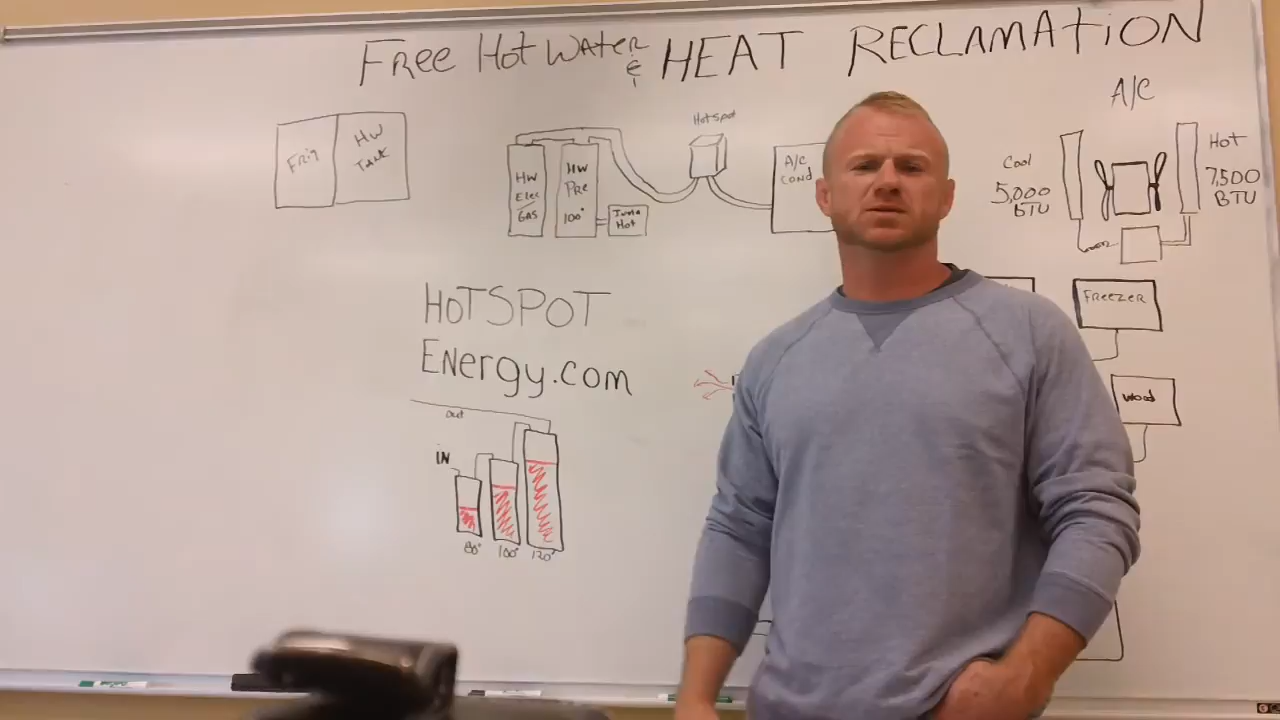 FREE HOT WATER & HEAT RECLAMATION
A/C
Frig
HW
Tank
HW
Elec
GAS
HW
Pre
100°
Insta
Hot
Hotspot
A/C
Cond
Cool
5,000
BTU
Hot
7,500
BTU
FREEZER
Wood
HOTSPOT
ENERGY.COM
out
IN
80°
100°
120°